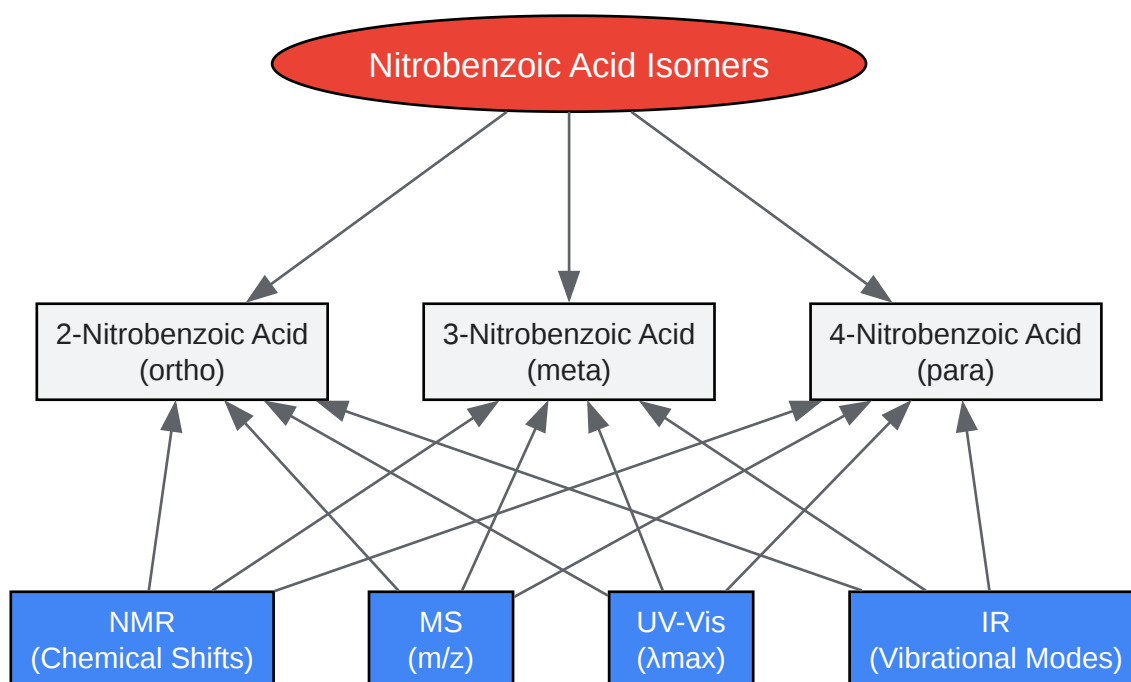 Nitrobenzoic Acid Isomers
2-Nitrobenzoic Acid
(ortho)
3-Nitrobenzoic Acid
(meta)
4-Nitrobenzoic Acid
(para)
NMR
(Chemical Shifts)
MS
(m/z)
UV-Vis
(λmax)
IR
(Vibrational Modes)